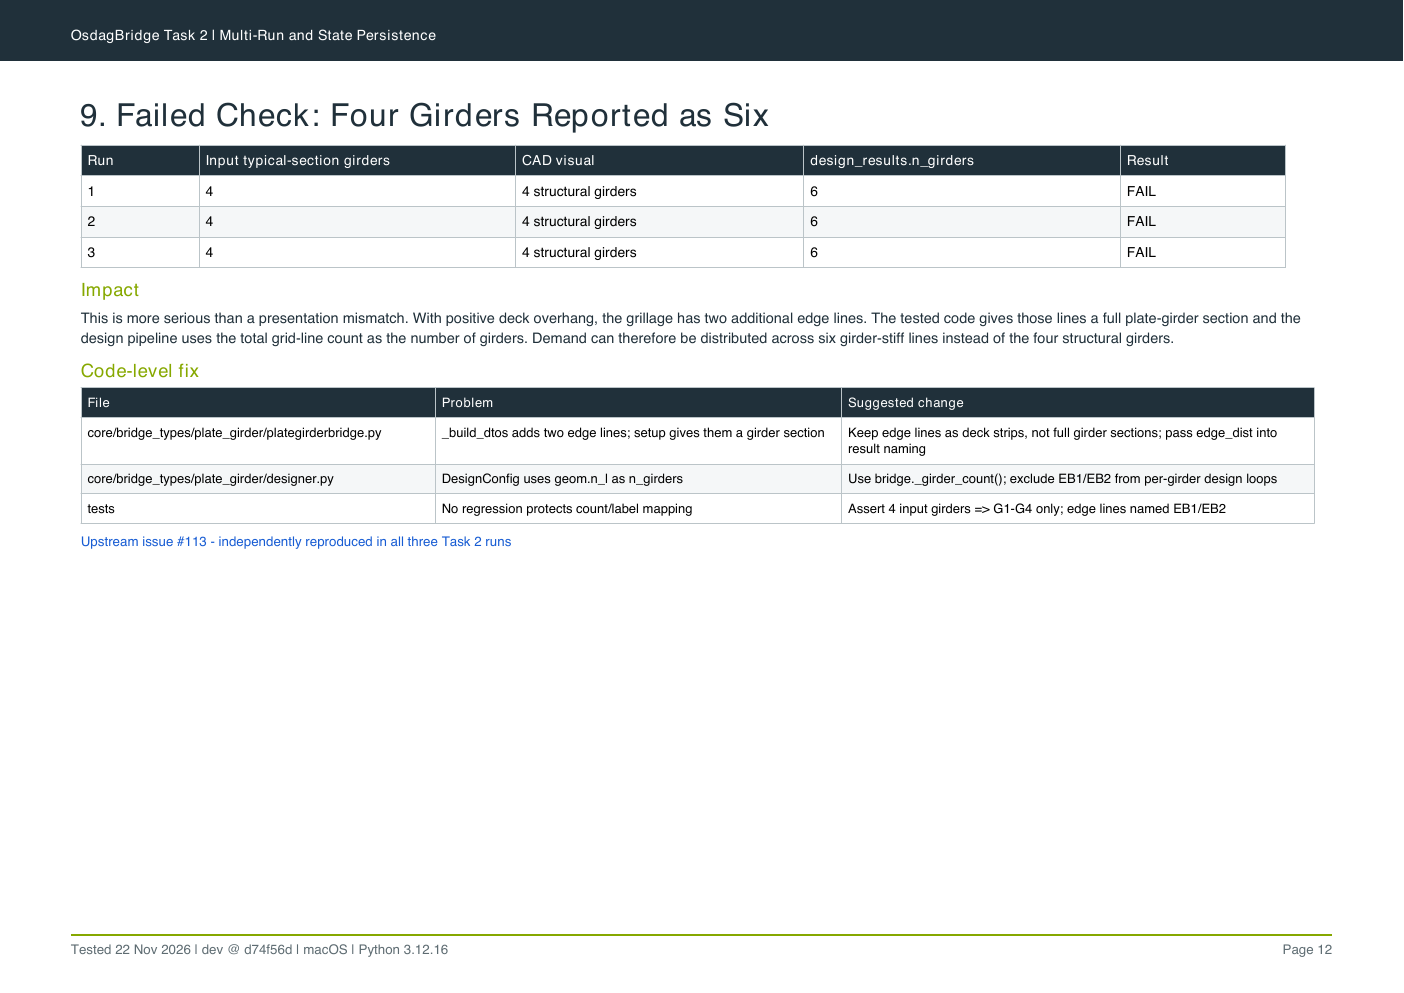 OsdagBridge Task 2 | Multi-Run and State Persistence
9. Failed Check: Four Girders Reported as Six
Run Input typical-section girders CAD visual design_results.n_girders Result
1 4 4 structural girders 6 FAIL
2 4 4 structural girders 6 FAIL
3 4 4 structural girders 6 FAIL
Impact
This is more serious than a presentation mismatch. With positive deck overhang, the grillage has two additional edge lines. The tested code gives those lines a full plate-girder section and the
design pipeline uses the total grid-line count as the number of girders. Demand can therefore be distributed across six girder-stiff lines instead of the four structural girders.
Code-level fix
File Problem Suggested change
core/bridge_types/plate_girder/plategirderbridge.py _build_dtos adds two edge lines; setup gives them a girder section Keep edge lines as deck strips, not full girder sections; pass edge_dist into
result naming
core/bridge_types/plate_girder/designer.py DesignConfig uses geom.n_l as n_girders Use bridge._girder_count(); exclude EB1/EB2 from per-girder design loops
tests No regression protects count/label mapping Assert 4 input girders => G1-G4 only; edge lines named EB1/EB2
Upstream issue #113 - independently reproduced in all three Task 2 runs
Tested 22 Nov 2026 | dev @ d74f56d | macOS | Python 3.12.16
Page 12